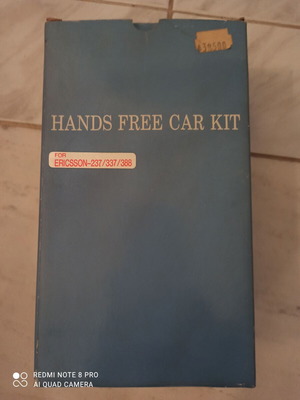 HANDS FREE CAR KIT
FOR
ERICSSON-237/337/388
REDMI NOTE 8 PRO
AI QUAD CAMERA